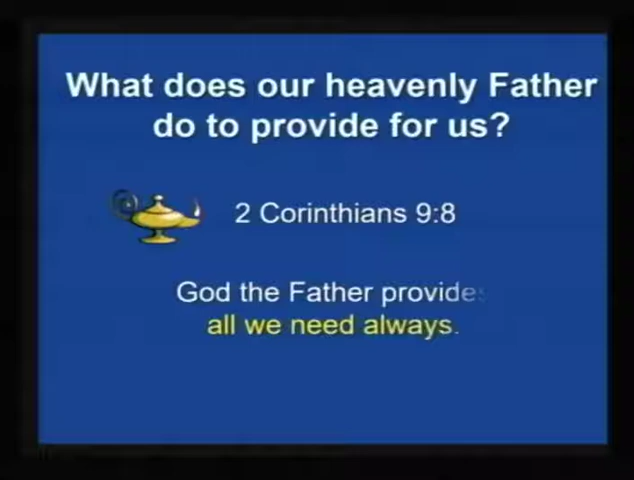 What does our heavenly Father
do to provide for us?
2 Corinthians 9:8
God the Father provides
all we need always.